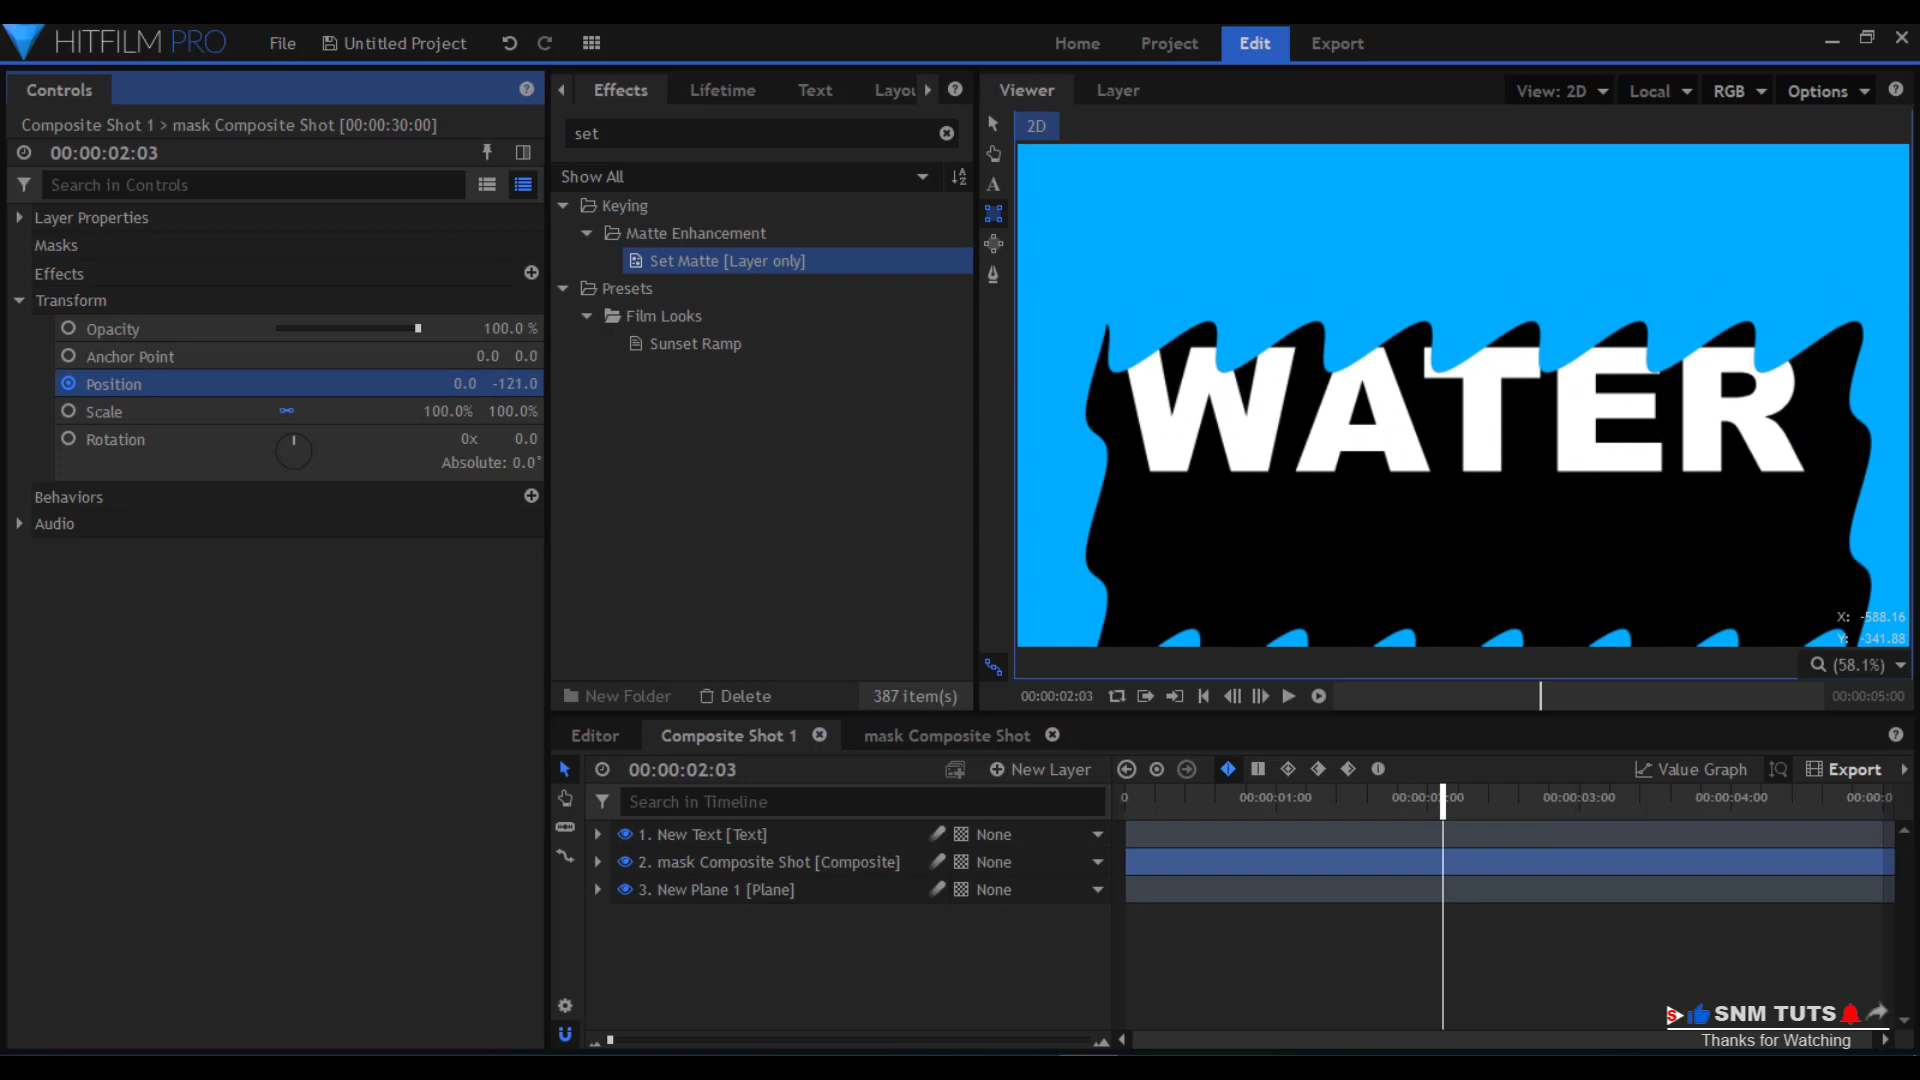 HITFILM PRO File Untitled Project Home Project Edit Export
Controls
Composite Shot 1 > mask Composite Shot [00:00:30:00]
00:00:02:03
Search in Controls
Layer Properties
Masks
Effects
Transform
Opacity 100.0 %
Anchor Point 0.0 0.0
Position 0.0 -121.0
Scale 100.0% 100.0%
Rotation 0x 0.0
Absolute: 0.0°
Behaviors
Audio
Effects Lifetime Text Layou
set
Show All
Keying
Matte Enhancement
Set Matte [Layer only]
Presets
Film Looks
Sunset Ramp
New Folder Delete 387 item(s)
Viewer Layer View: 2D Local RGB Options
2D
WATER
X: -588.16
Y: -341.88
(58.1%)
00:00:02:03 00:00:05:00
Editor Composite Shot 1 mask Composite Shot
00:00:02:03 New Layer Value Graph Export
Search in Timeline
0 00:00:01:00 00:00:02:00 00:00:03:00 00:00:04:00 00:00:0
1. New Text [Text] None
2. mask Composite Shot [Composite] None
3. New Plane 1 [Plane] None
S SNM TUTS
Thanks for Watching